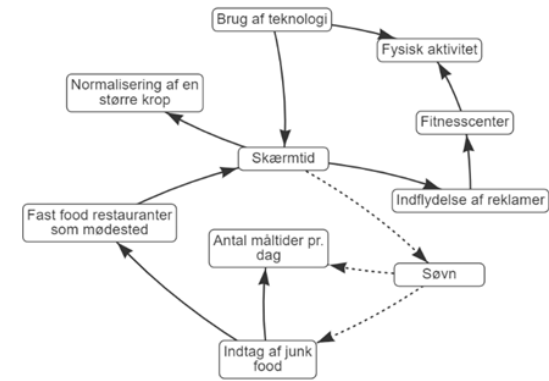 Brug af teknologi
Fysisk aktivitet
Normalisering af en
større krop
Fitnesscenter
Skærmtid
Indflydelse af reklamer
Fast food restauranter
som mødested
Antal måltider pr.
dag
Søvn
Indtag af junk
food